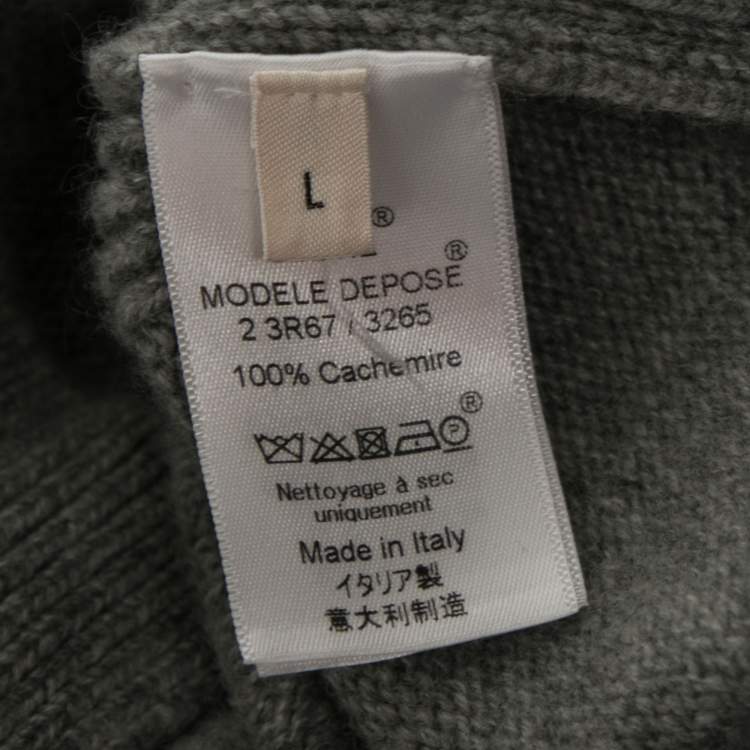 L
®
®
MODELE DEPOSE
2 3R67 / 3265
100% Cachemire
®
P
Nettoyage à sec
uniquement
Made in Italy
イタリア製
意大利制造